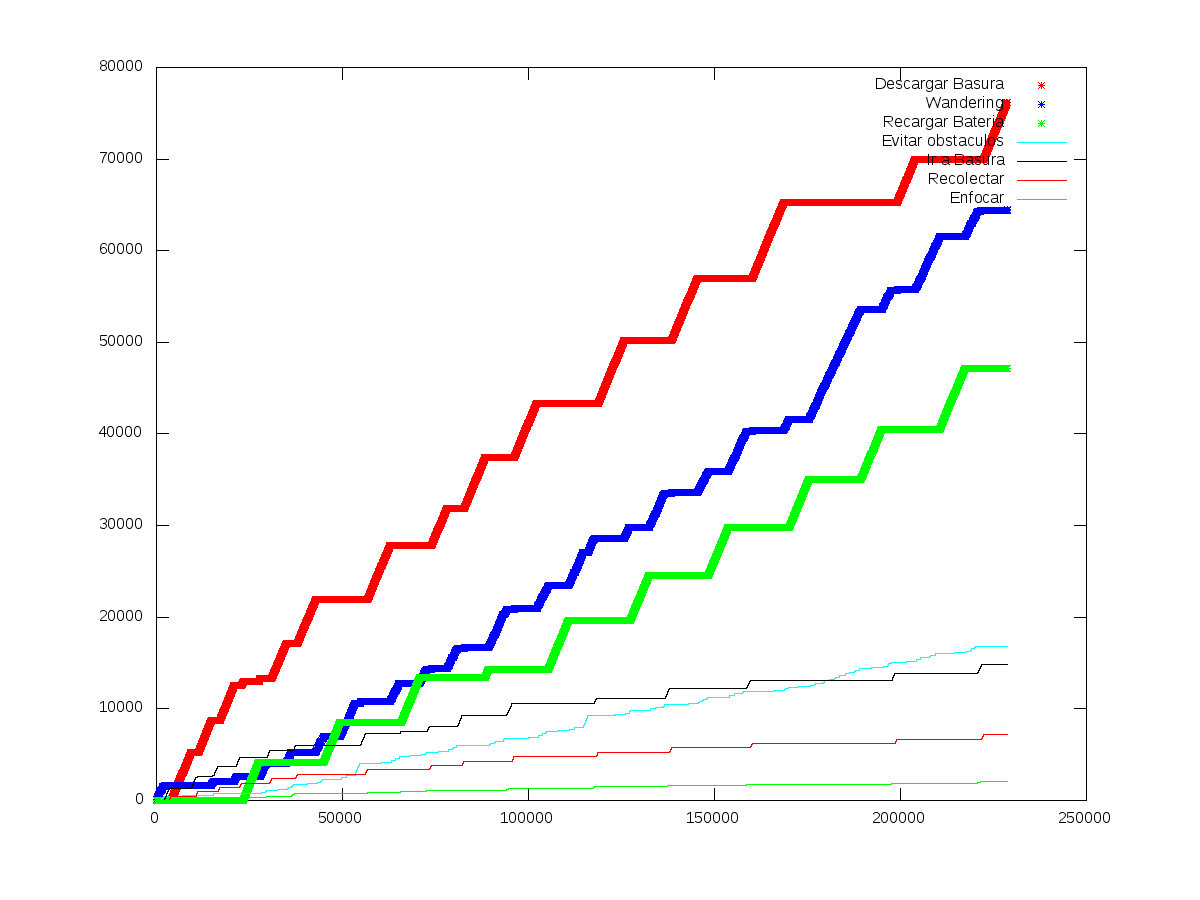 80000
70000
60000
50000
40000
30000
20000
10000
0
0 50000 100000 150000 200000 250000
Descargar Basura
Wandering
Recargar Bateria
Evitar obstaculos
Ir a Basura
Recolectar
Enfocar